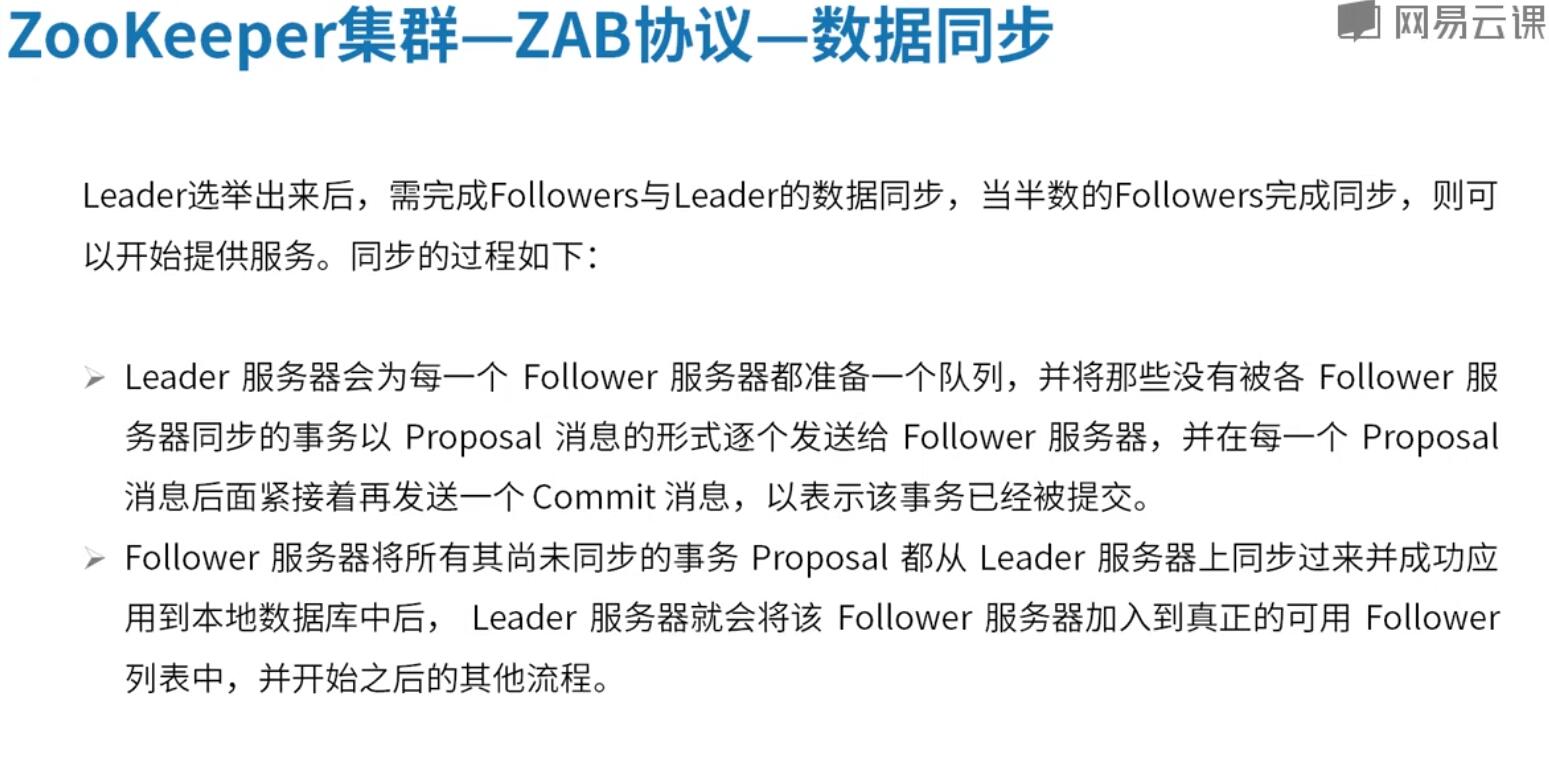 ZooKeeper集群—ZAB协议—数据同步
网易云课
Leader选举出来后，需完成Followers与Leader的数据同步，当半数的Followers完成同步，则可
以开始提供服务。同步的过程如下：
Leader 服务器会为每一个 Follower 服务器都准备一个队列，并将那些没有被各 Follower 服
务器同步的事务以 Proposal 消息的形式逐个发送给 Follower 服务器，并在每一个 Proposal
消息后面紧接着再发送一个 Commit 消息，以表示该事务已经被提交。
Follower 服务器将所有其尚未同步的事务 Proposal 都从 Leader 服务器上同步过来并成功应
用到本地数据库中后， Leader 服务器就会将该 Follower 服务器加入到真正的可用 Follower
列表中，并开始之后的其他流程。